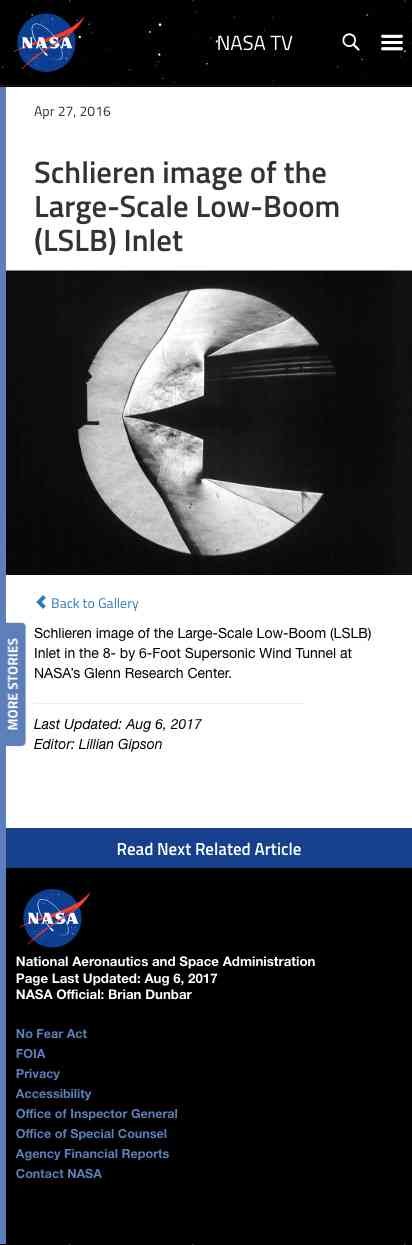 NASA
NASA TV
Apr 27, 2016
Schlieren image of the
Large-Scale Low-Boom
(LSLB) Inlet
Back to Gallery
Schlieren image of the Large-Scale Low-Boom (LSLB)
Inlet in the 8- by 6-Foot Supersonic Wind Tunnel at
NASA's Glenn Research Center.
MORE STORIES
Last Updated: Aug 6, 2017
Editor: Lillian Gipson
Read Next Related Article
NASA
National Aeronautics and Space Administration
Page Last Updated: Aug 6, 2017
NASA Official: Brian Dunbar
No Fear Act
FOIA
Privacy
Accessibility
Office of Inspector General
Office of Special Counsel
Agency Financial Reports
Contact NASA